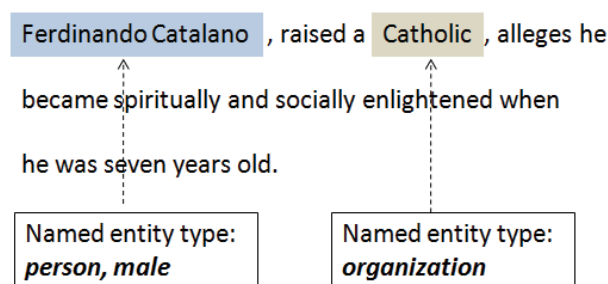 Ferdinando Catalano , raised a Catholic , alleges he
became spiritually and socially enlightened when
he was seven years old.
Named entity type:
person, male
Named entity type:
organization